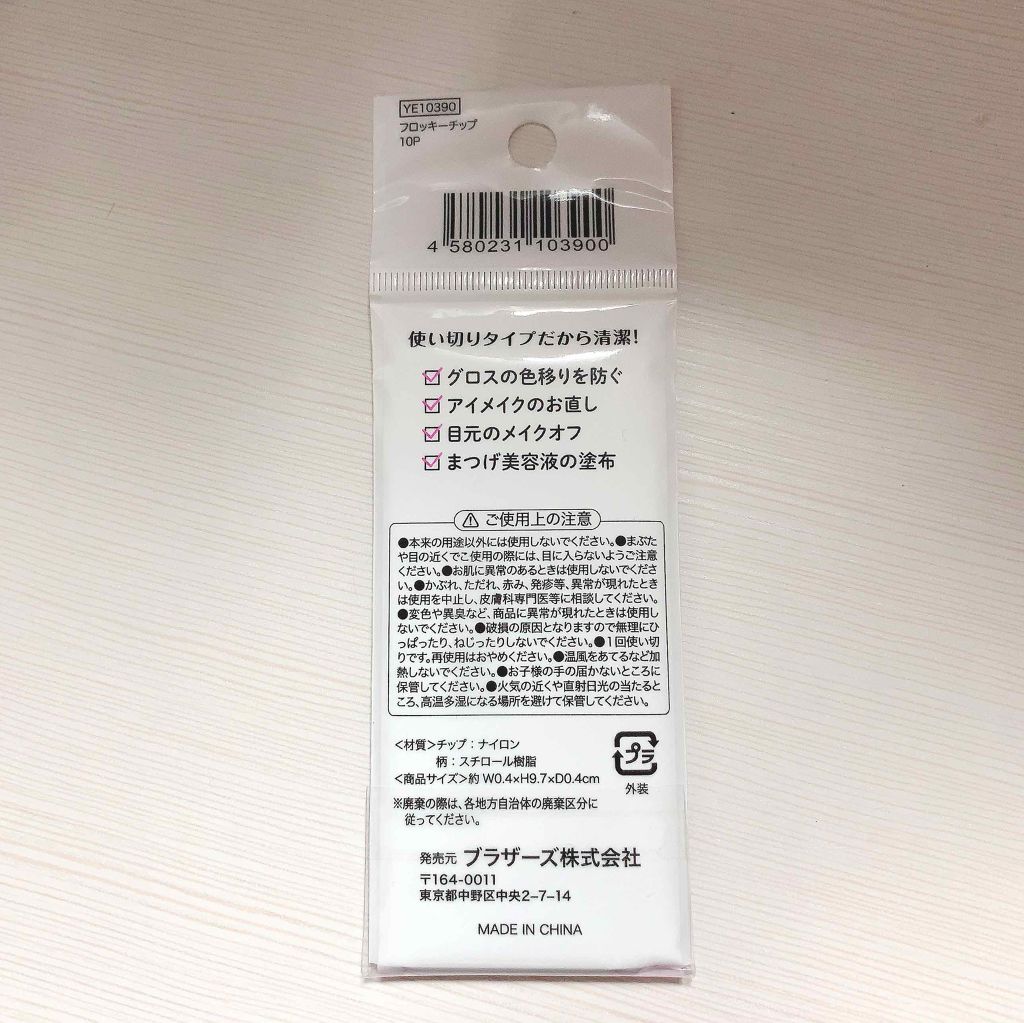 YE10390
フロッキーチップ
10P
4 580231 103900
使い切りタイプだから清潔!
グロスの色移りを防ぐ
アイメイクのお直し
目元のメイクオフ
まつげ美容液の塗布
ご使用上の注意
●本来の用途以外には使用しないでください。●まぶた
や目の近くでご使用の際には、目に入らないようご注意
ください。●お肌に異常のあるときは使用しないでくださ
い。●かぶれ、ただれ、赤み、発疹等、異常が現れたとき
は使用を中止し、皮膚科専門医等に相談してください。
●変色や異臭など、商品に異常が現れたときは使用し
ないでください。●破損の原因となりますので無理にひ
っぱったり、ねじったりしないでください。●1回使い切
りです。再使用はおやめください。●温風をあてるなど加
熱しないでください。●お子様の手の届かないところに
保管してください。●火気の近くや直射日光の当たると
ころ、高温多湿になる場所を避けて保管してください。
<材質>チップ:ナイロン
柄:スチロール樹脂
<商品サイズ>約 W0.4×H9.7×D0.4cm
プラ
外装
※廃棄の際は、各地方自治体の廃棄区分に
従ってください。
発売元 ブラザーズ株式会社
〒164-0011
東京都中野区中央2-7-14
MADE IN CHINA